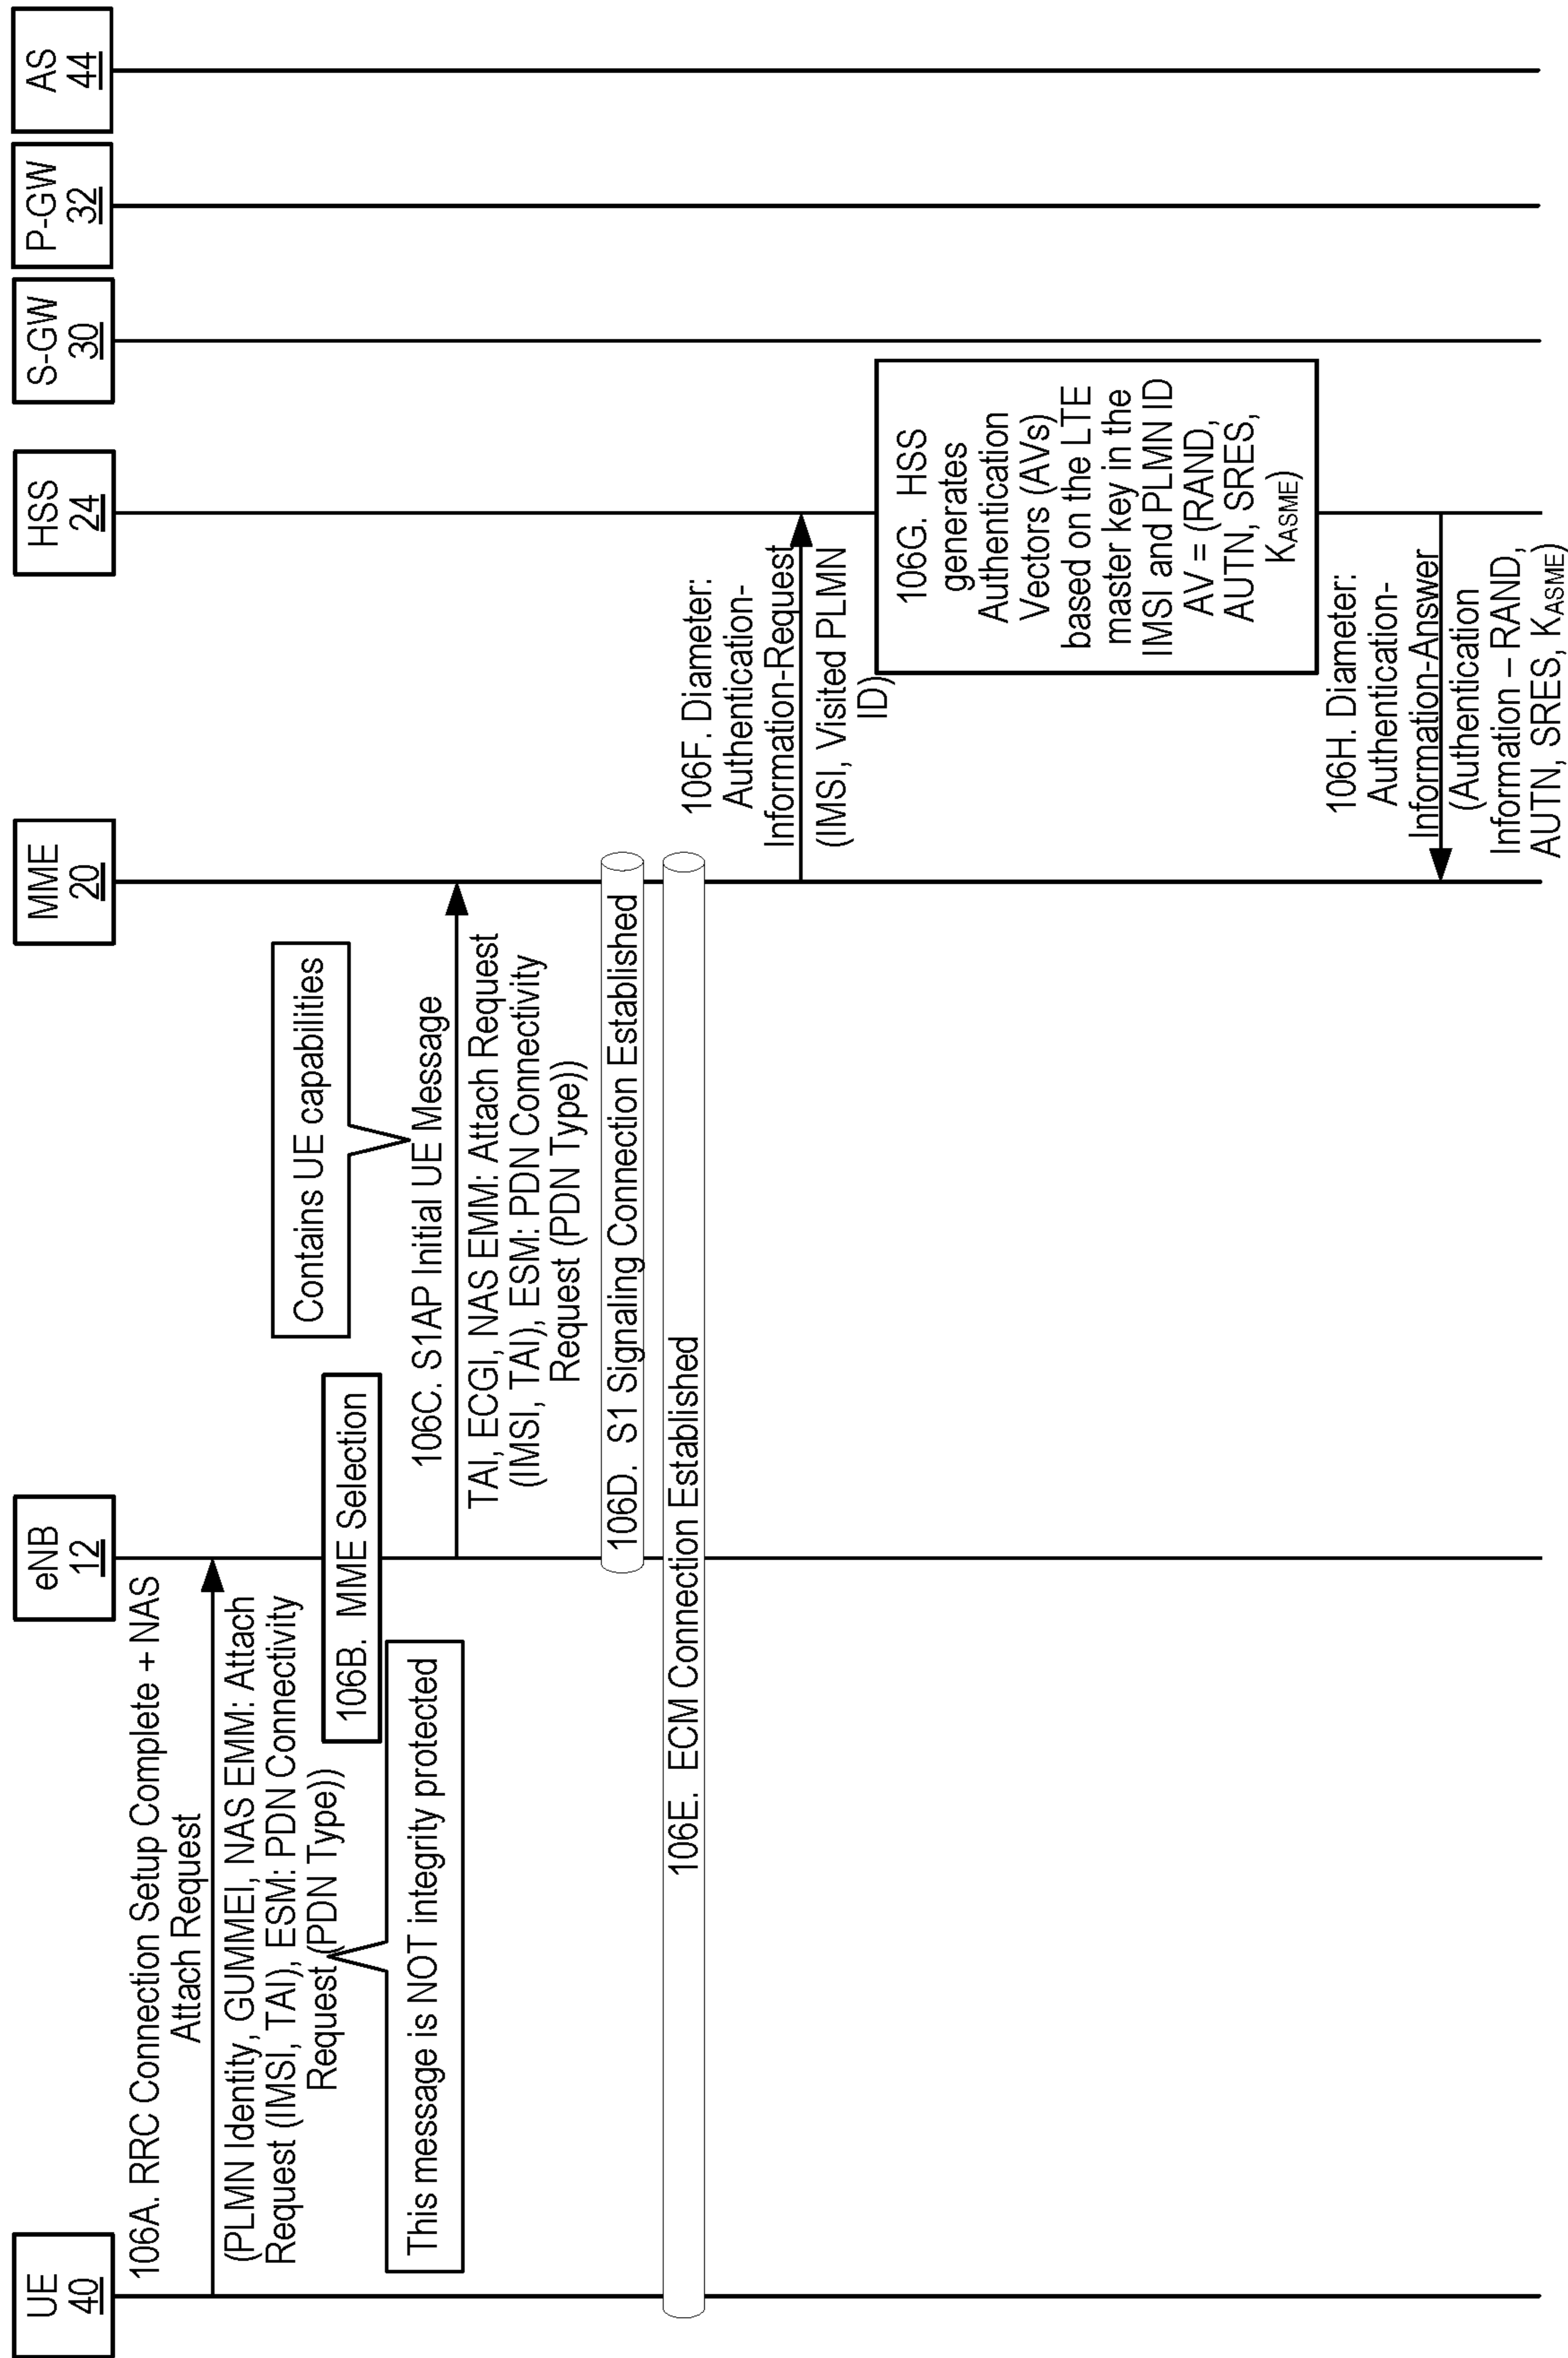 UE
40
eNB
12
MME
20
HSS
24
S-GW
30
P-GW
32
AS
44
106A. RRC Connection Setup Complete + NAS
Attach Request
(PLMN Identity, GUMMEI, NAS EMM: Attach
Request (IMSI, TAI), ESM: PDN Connectivity
Request (PDN Type))
This message is NOT integrity protected
106B. MME Selection
Contains UE capabilities
106C. S1AP Initial UE Message
TAI, ECGI, NAS EMM: Attach Request
(IMSI, TAI), ESM: PDN Connectivity
Request (PDN Type))
106D. S1 Signaling Connection Established
106E. ECM Connection Established
106F. Diameter:
Authentication-
Information-Request
(IMSI, Visited PLMN
ID)
106G. HSS
generates
Authentication
Vectors (AVs)
based on the LTE
master key in the
IMSI and PLMN ID
AV = (RAND,
AUTN, SRES,
KASME)
106H. Diameter:
Authentication-
Information-Answer
(Authentication
Information – RAND,
AUTN, SRES, KASME)